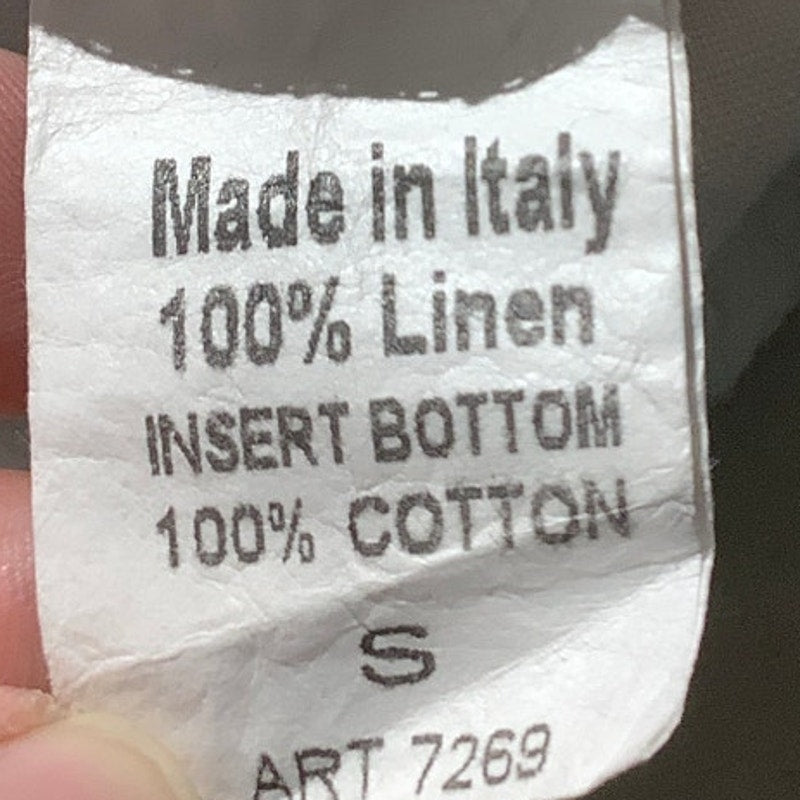 Made in Italy
100% Linen
INSERT BOTTOM
100% COTTON
S
ART 7269